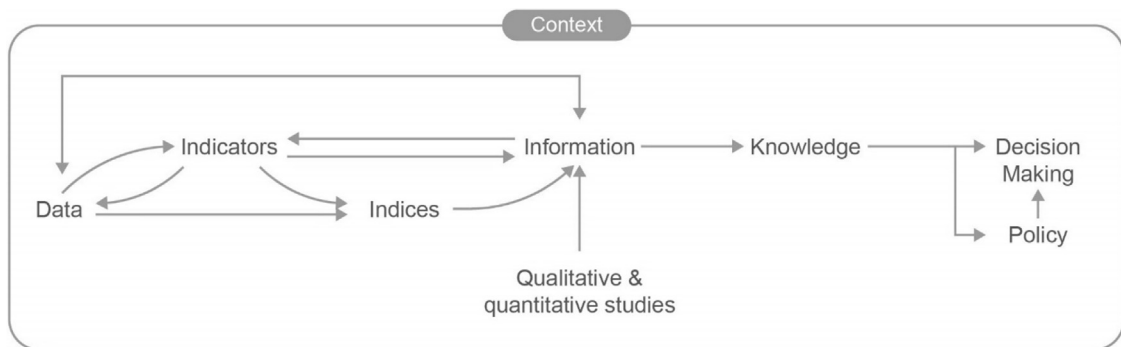 Context
Indicators
Information
Knowledge
Decision
Making
Data
Indices
Policy
Qualitative &
quantitative studies